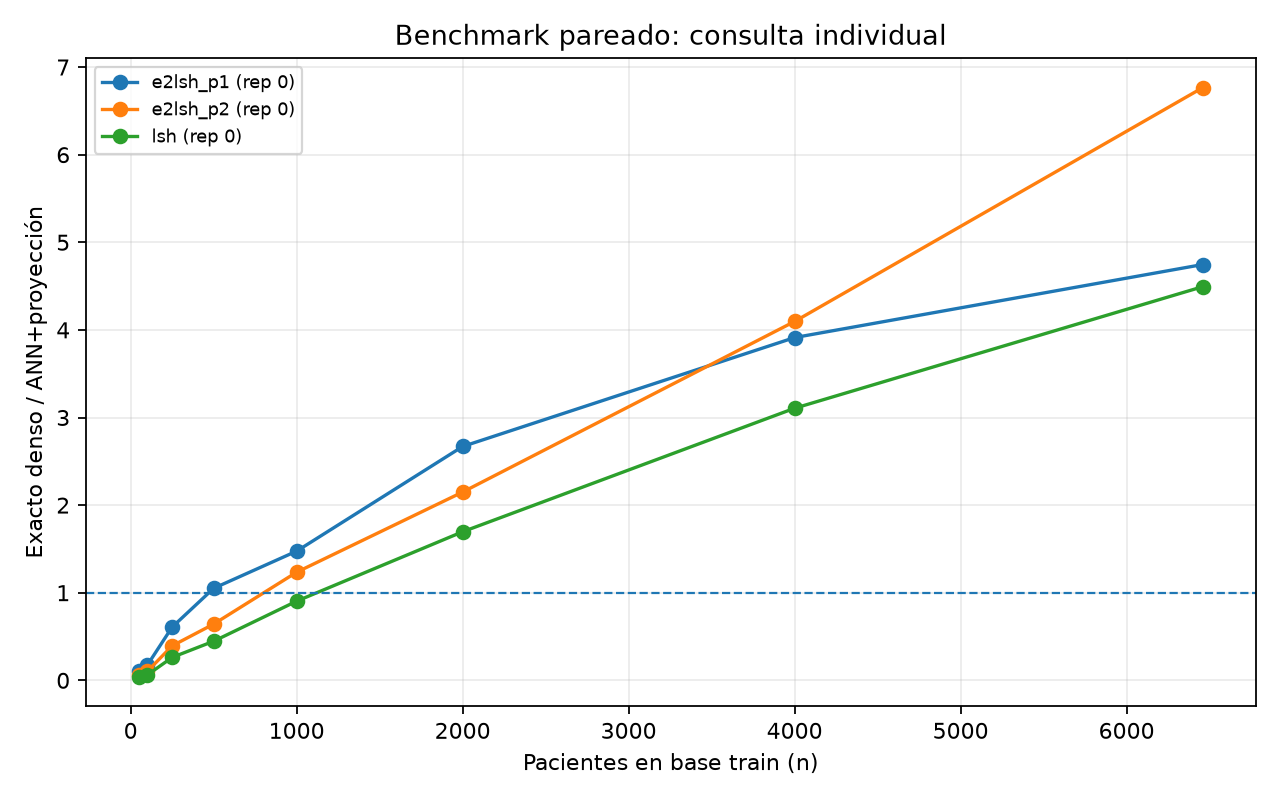 Benchmark pareado: consulta individual
e2lsh_p1 (rep 0)
e2lsh_p2 (rep 0)
lsh (rep 0)
Exacto denso / ANN+proyección
7
6
5
4
3
2
1
0
0 1000 2000 3000 4000 5000 6000
Pacientes en base train (n)